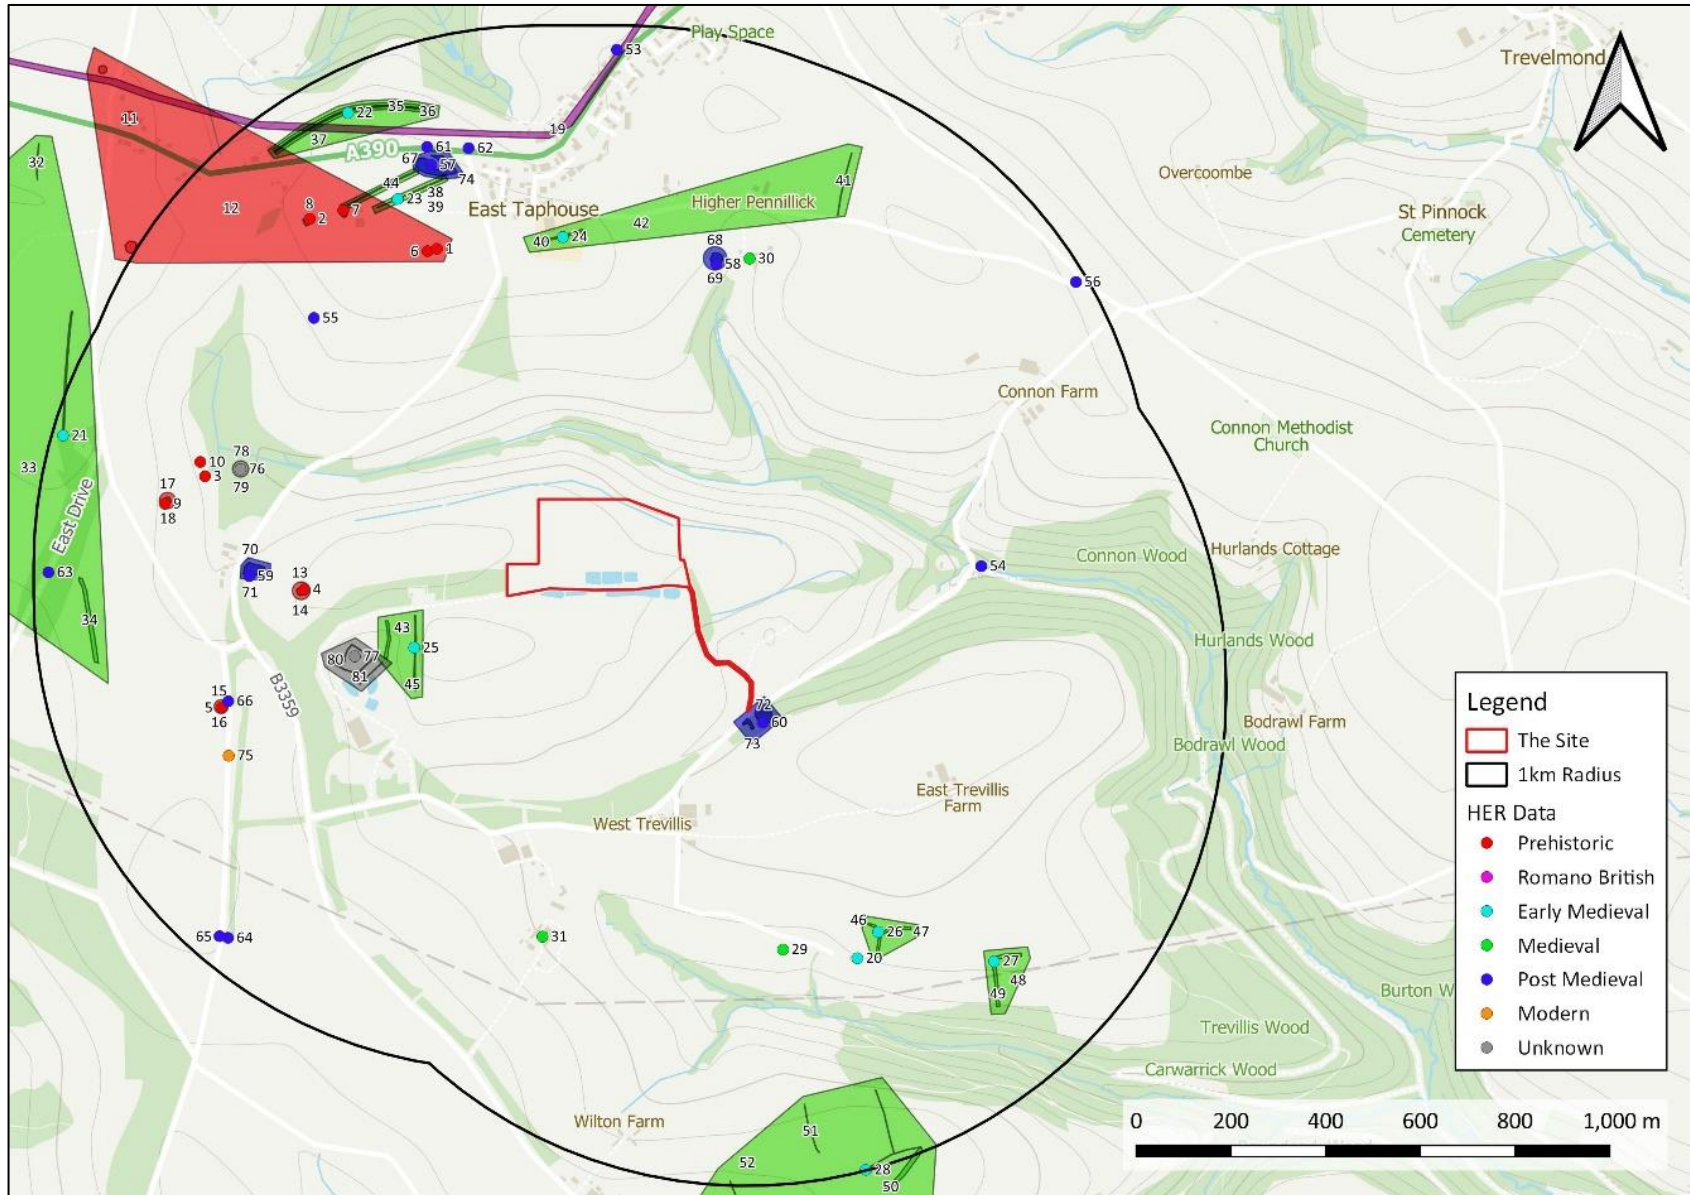 Play Space
53
Trevelmond
11
22
35
36
37
19
A390
61
62
67
57
74
32
44
38
23
39
41
Overcoombe
8
2
7
12
East Taphouse
Higher Pennillick
42
40
24
St Pinnock
Cemetery
6
1
68
58
69
30
56
55
Connon Farm
21
Connon Methodist
Church
33
10
3
78
76
79
17
9
18
East Drive
Connon Wood
Hurlands Cottage
70
59
71
63
13
4
14
54
34
43
25
45
80
77
81
Hurlands Wood
B3359
15
66
5
16
72
60
73
Bodrawl Farm
Bodrawl Wood
75
East Trevillis
Farm
West Trevillis
46
26
47
65
64
31
29
20
27
48
49
Burton W
Trevillis Wood
Carwarrick Wood
Wilton Farm
51
52
28
50
Legend
The Site
1km Radius
HER Data
Prehistoric
Romano British
Early Medieval
Medieval
Post Medieval
Modern
Unknown
0 200 400 600 800 1,000 m